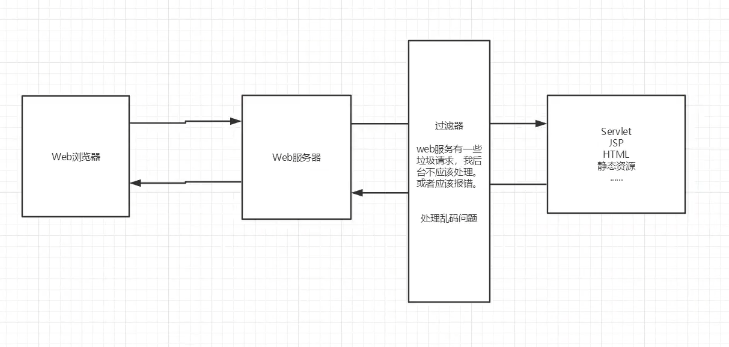 Web浏览器
Web服务器
过滤器
web服务有一些
垃圾请求，我后
台不应该处理。
或者应该报错。
处理乱码问题
Servlet
JSP
HTML
静态资源
......